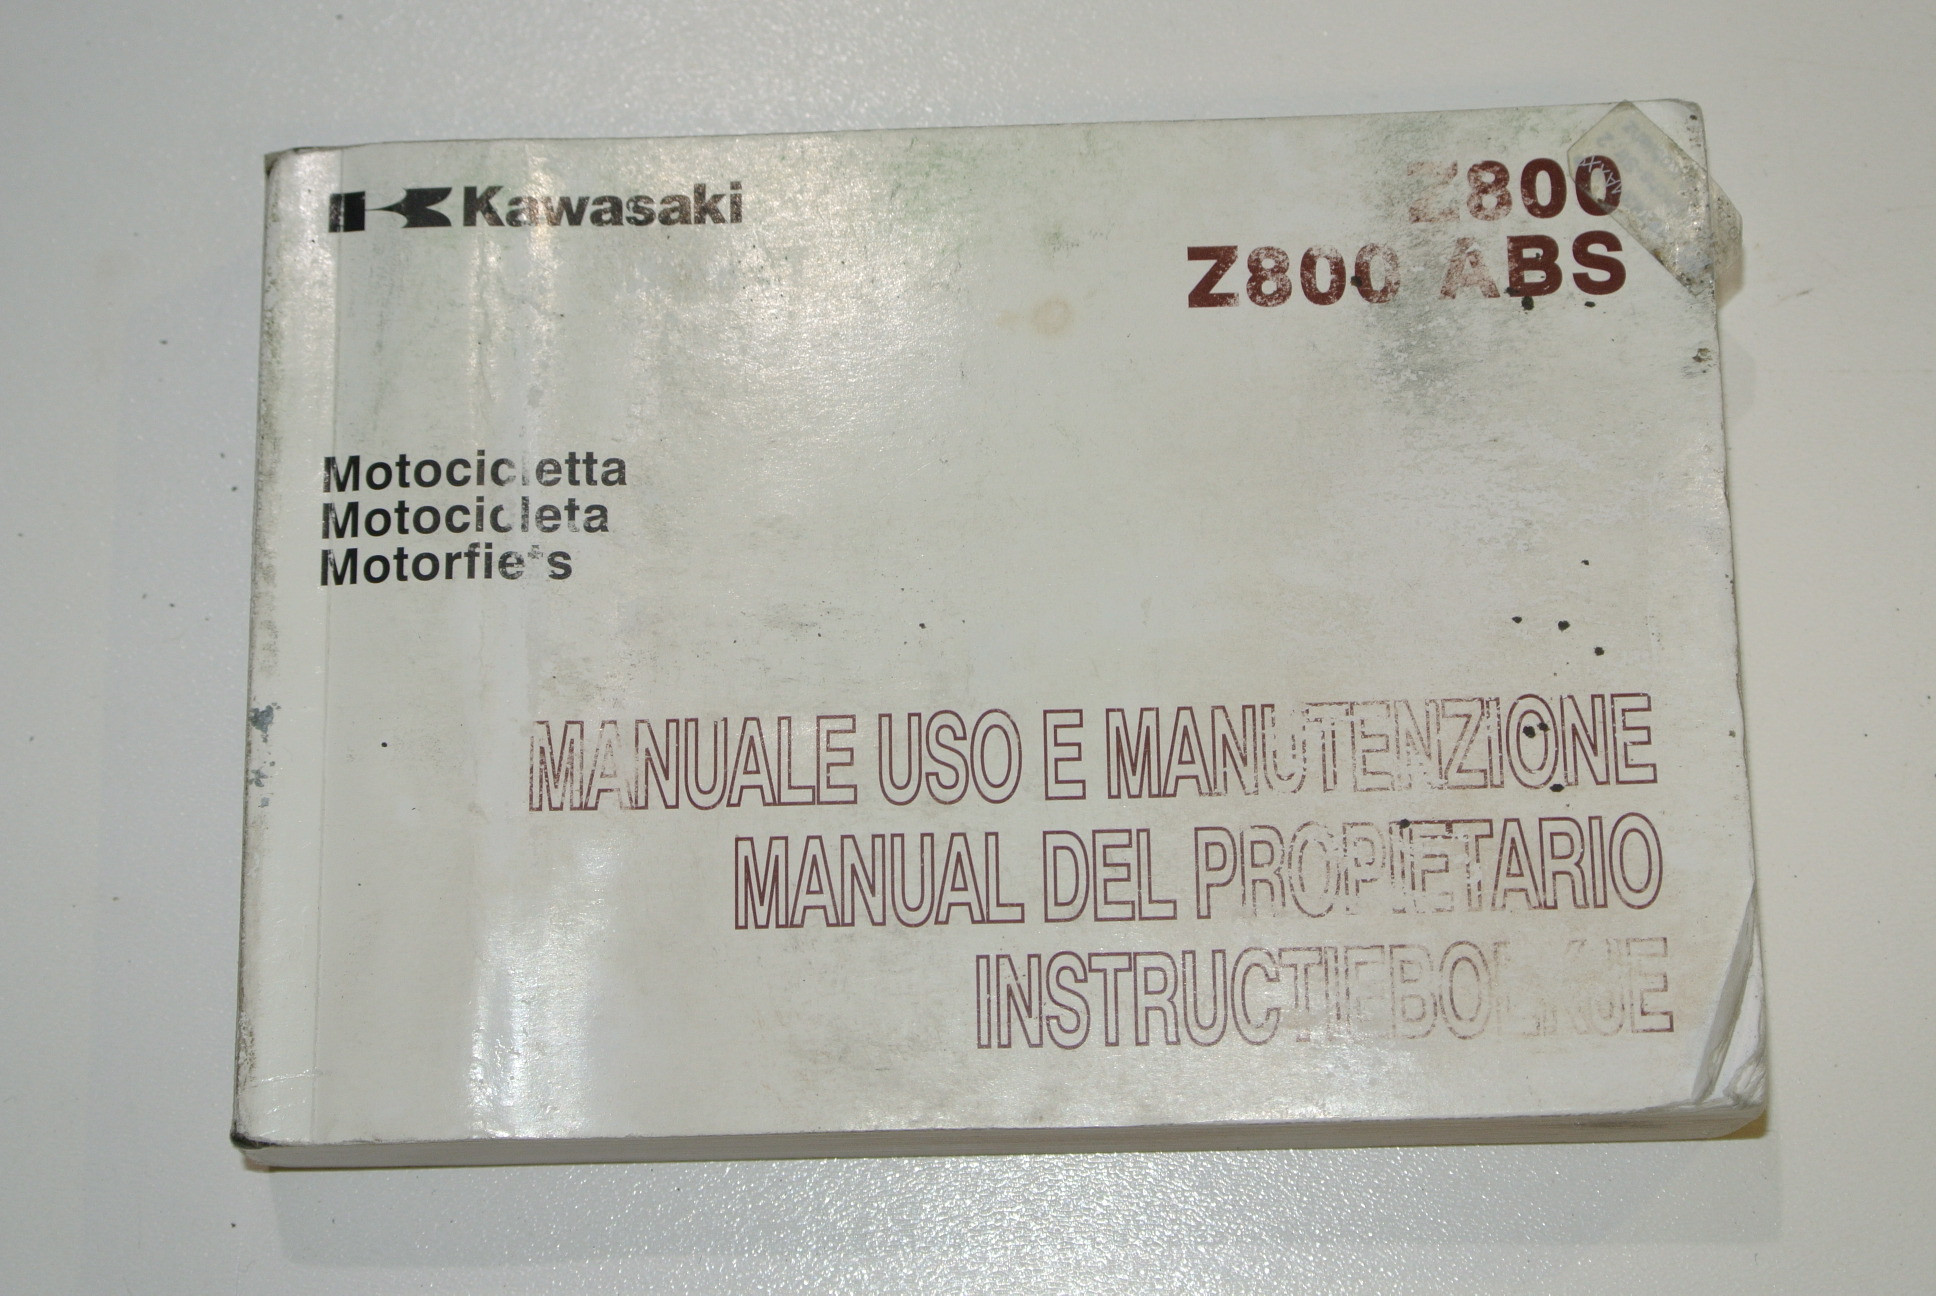 Kawasaki
Z800
Z800 ABS
Motocicletta
Motocicleta
Motorfiets
MANUALE USO E MANUTENZIONE
MANUAL DEL PROPIETARIO
INSTRUCTIEBOEKJE